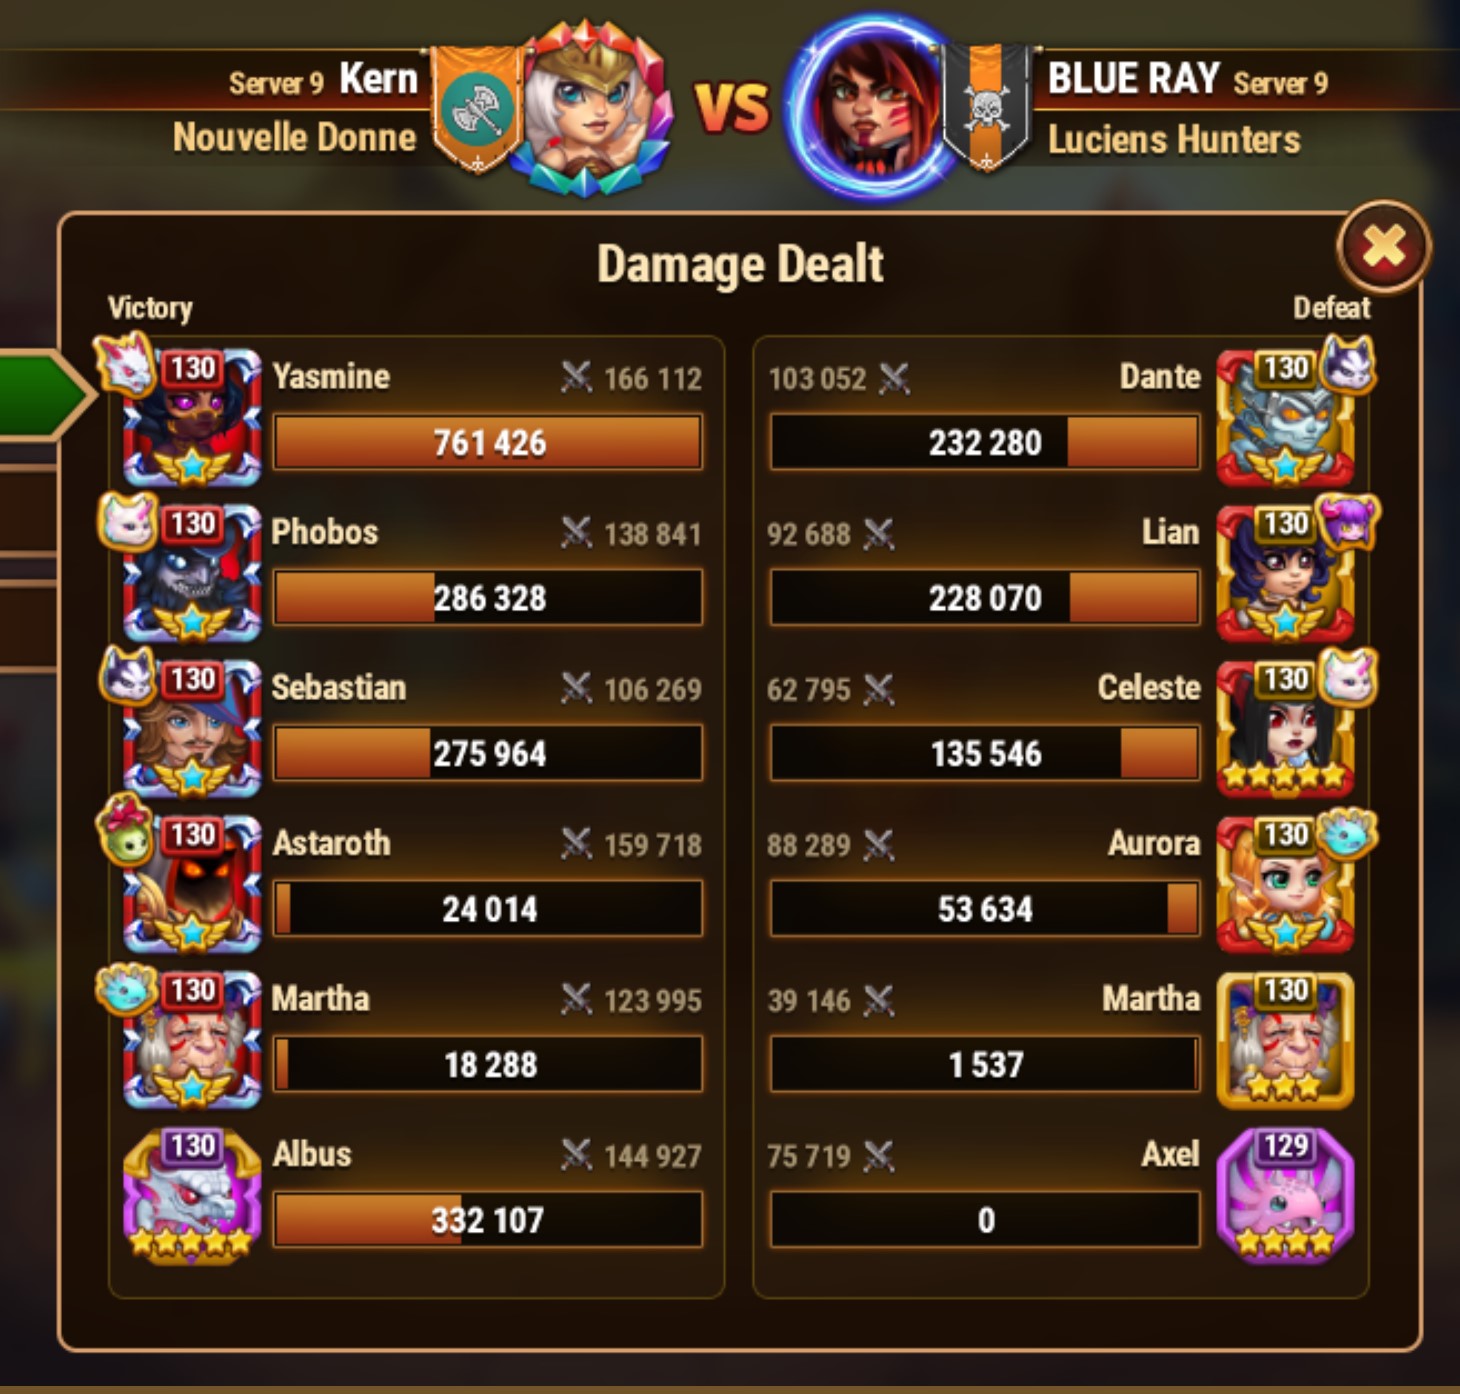 Server 9 Kern
Nouvelle Donne
VS
BLUE RAY Server 9
Luciens Hunters
Damage Dealt
Victory
Defeat
130 Yasmine 166 112
761 426
103 052 Dante 130
232 280
130 Phobos 138 841
286 328
92 688 Lian 130
228 070
130 Sebastian 106 269
275 964
62 795 Celeste 130
135 546
130 Astaroth 159 718
24 014
88 289 Aurora 130
53 634
130 Martha 123 995
18 288
39 146 Martha 130
1 537
130 Albus 144 927
332 107
75 719 Axel 129
0